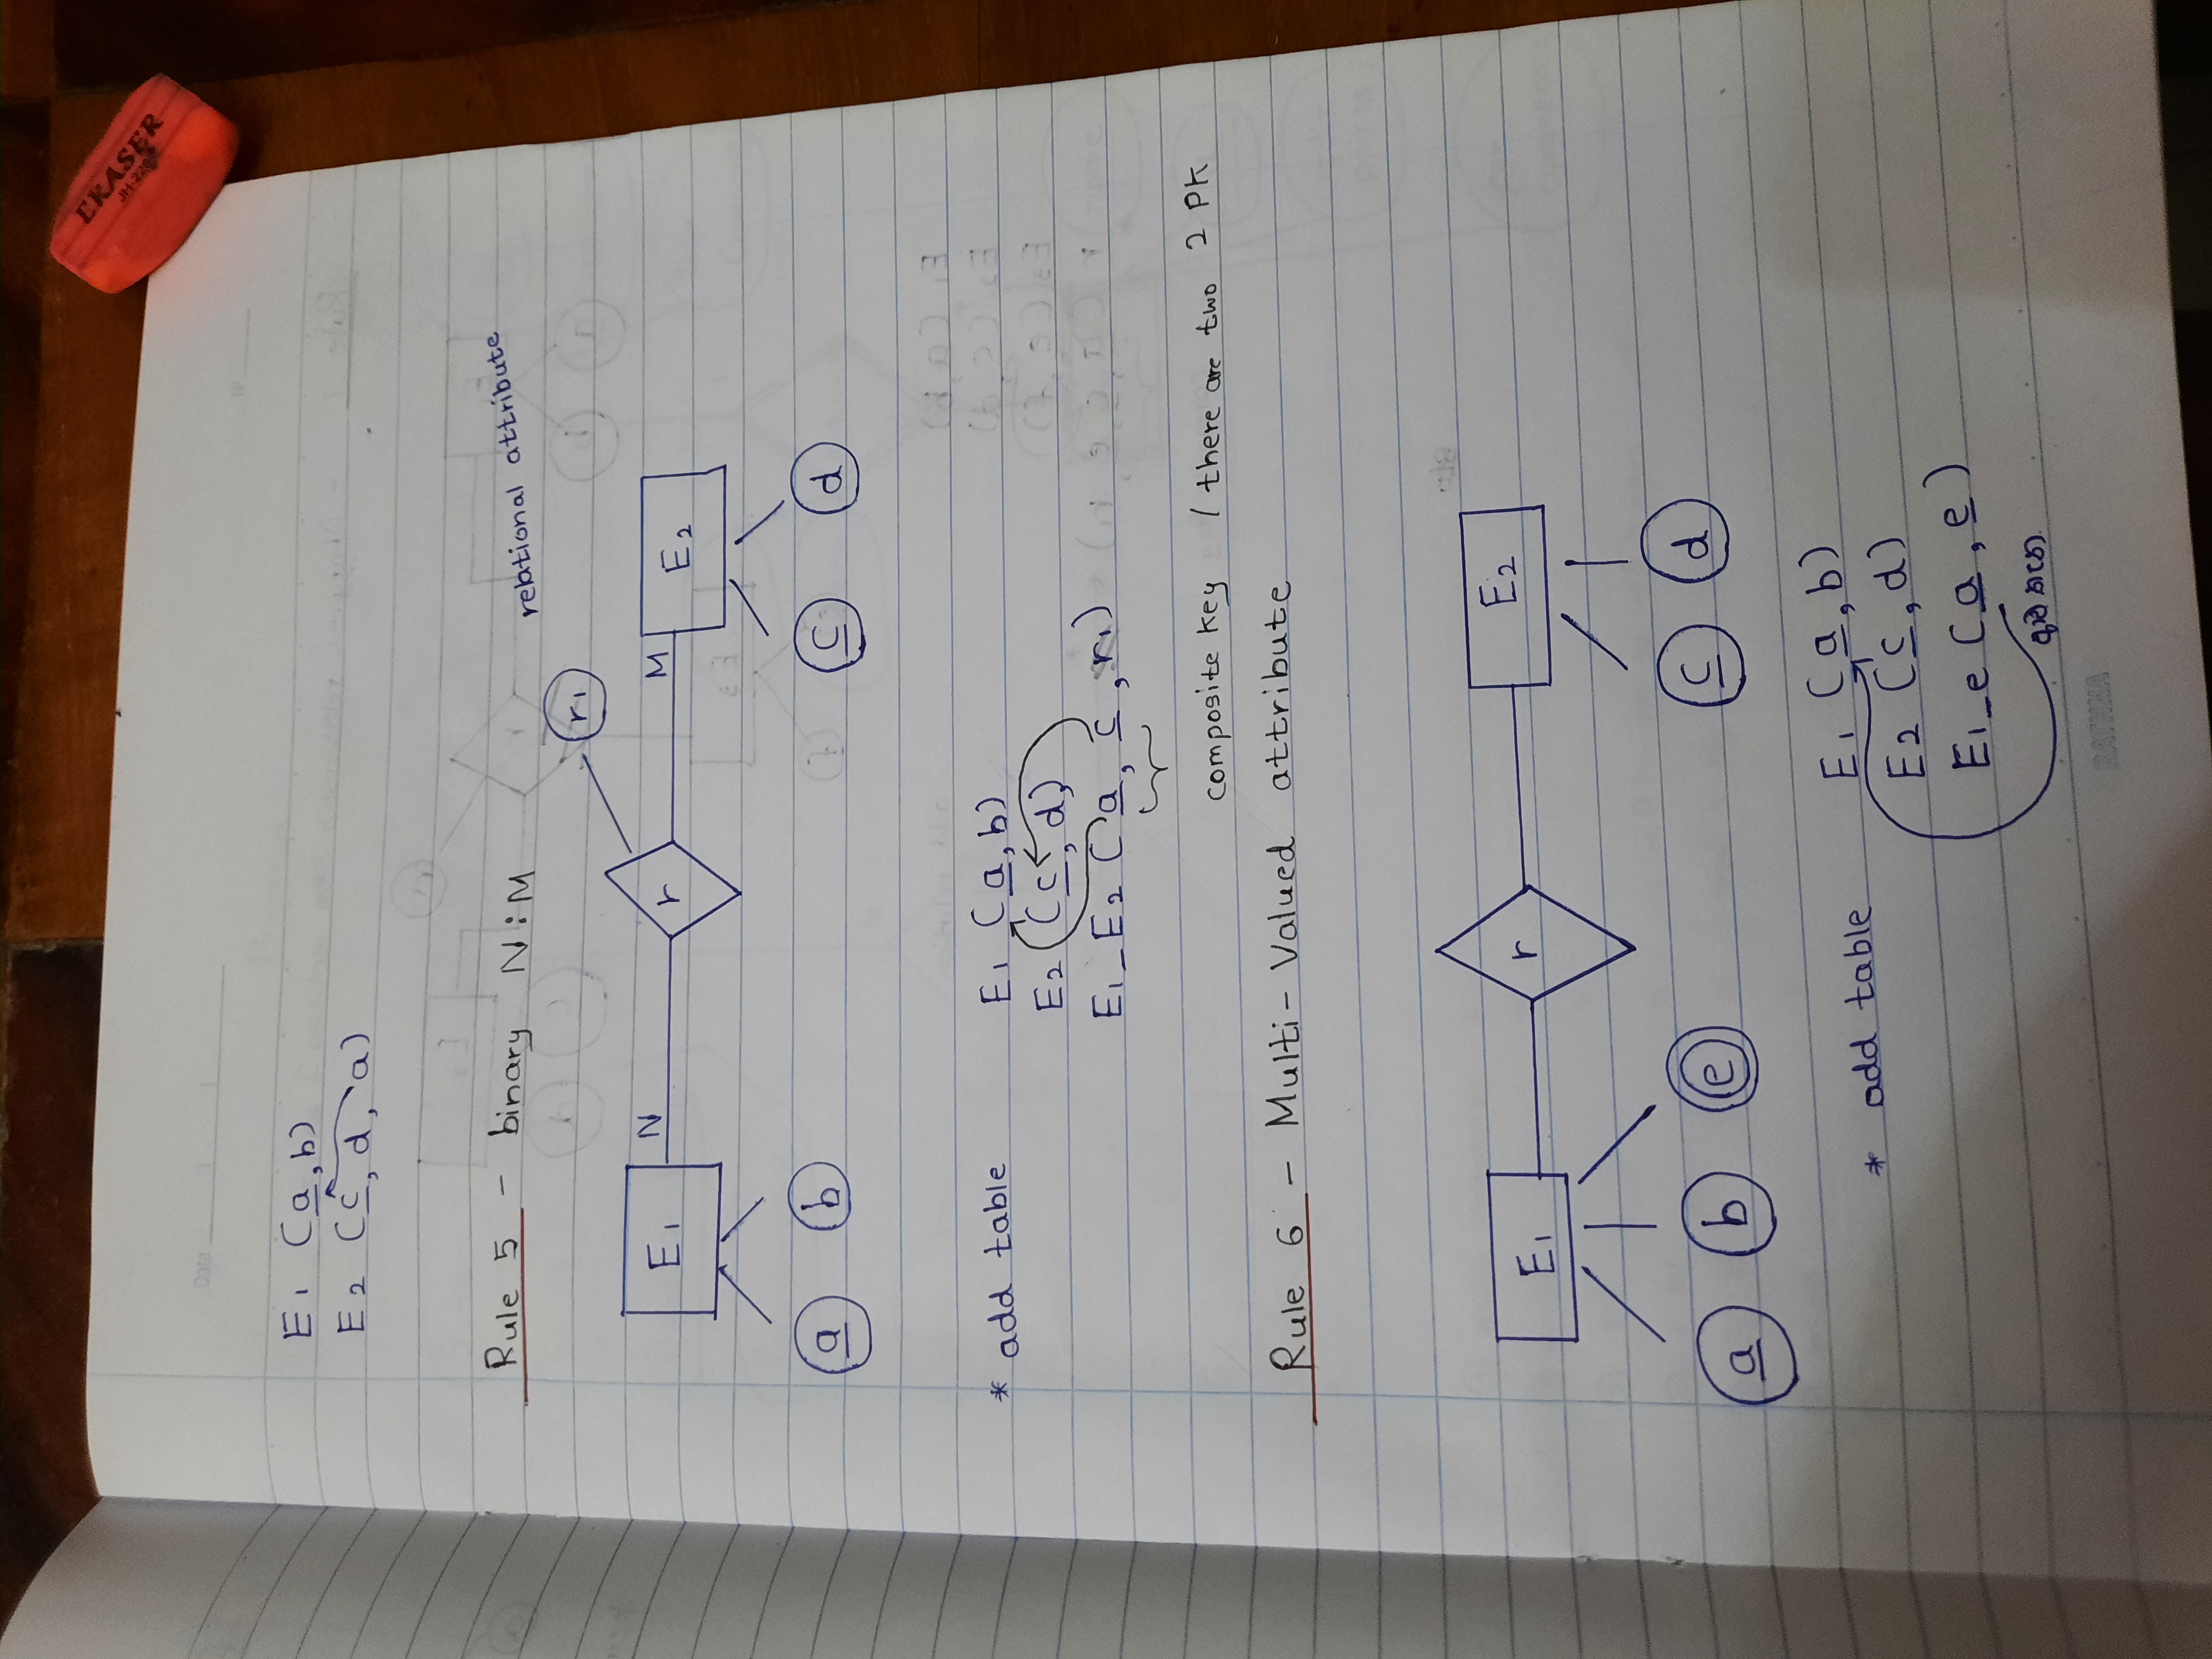 ERASER
Date
E1 (a, b)
E2 (c, d, a)
Rule 5 - binary N:M
relational attribute
r1
E1 N r M E2
a b c d
* add table E1 (a, b)
E2 (c, d)
E1_E2 (a, c, r1)
composite key / there are two 2 PK
Rule 6 - Multi-Valued attribute
E1 r E2
a b e c d
* add table E1 (a, b)
E2 (c, d)
E1_e (a, e)
RATHNA